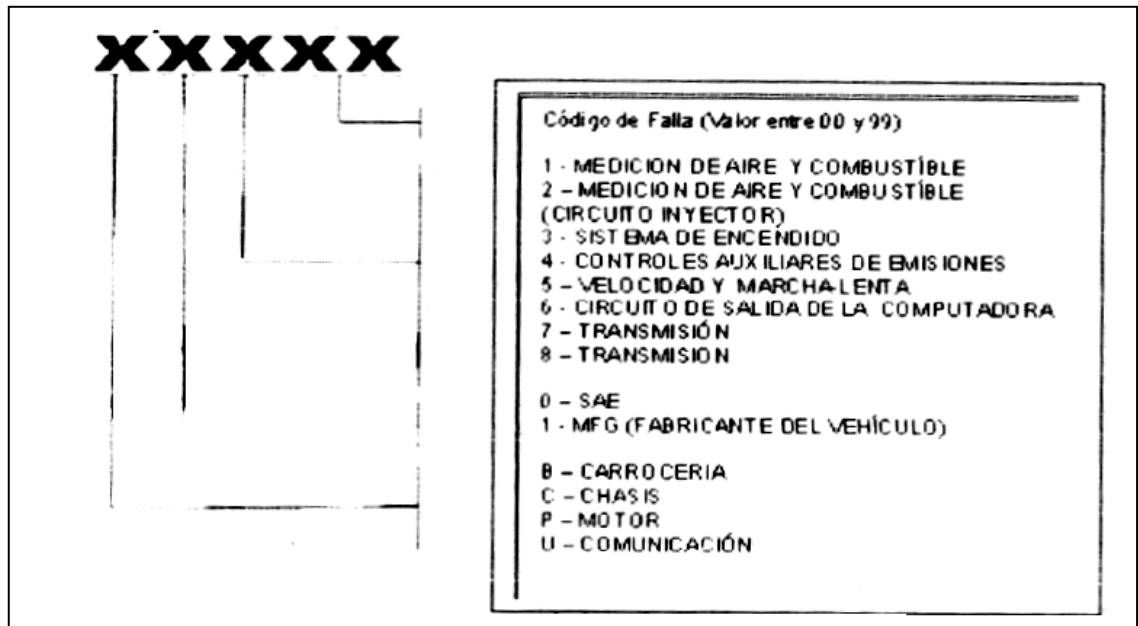 XXXXX
Código de Falla (Valor entre 00 y 99)
1 - MEDICION DE AIRE Y COMBUSTÍBLE
2 – MEDICION DE AIRE Y COMBUSTÍBLE
(CIRCUITO INYECTOR)
3 - SISTEMA DE ENCENDIDO
4 - CONTROLES AUXILIARES DE EMISIONES
5 – VELOCIDAD Y MARCHA-LENTA
6 - CIRCUITO DE SALIDA DE LA COMPUTADORA
7 – TRANSMISIÓN
8 – TRANSMISION
0 – SAE
1 - MFG (FABRICANTE DEL VEHÍCULO)
B – CARROCERIA
C – CHASIS
P – MOTOR
U – COMUNICACIÓN